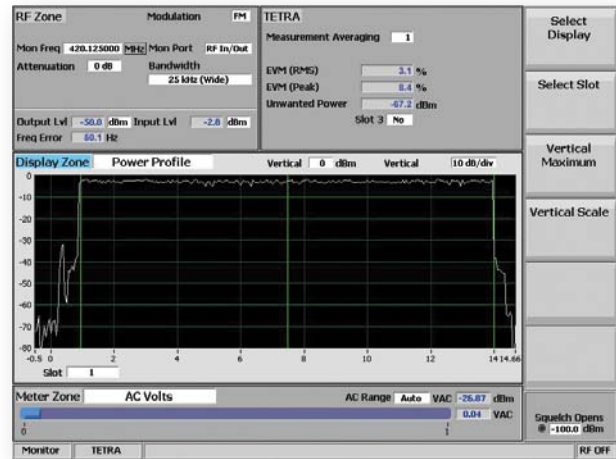 RF Zone
Modulation FM
Mon Freq 420.125000 MHz Mon Port RF In/Out
Attenuation 0 dB Bandwidth
25 kHz (Wide)
Output Lvl -50.0 dBm Input Lvl -2.8 dBm
Freq Error 50.1 Hz
TETRA
Measurement Averaging 1
EVM (RMS) 3.1 %
EVM (Peak) 8.4 %
Unwanted Power -67.2 dBm
Slot 3 No
Display Zone Power Profile Vertical 0 dBm Vertical 10 dB/div
0
-10
-20
-30
-40
-50
-60
-70
-80
-0.5 0 2 4 6 8 10 12 14 14.66
Slot 1
Meter Zone AC Volts AC Range Auto VAC -26.87 dBm
0.04 VAC
0 1
Select
Display
Select Slot
Vertical
Maximum
Vertical Scale
Squelch Opens
-100.0 dBm
Monitor TETRA RF OFF